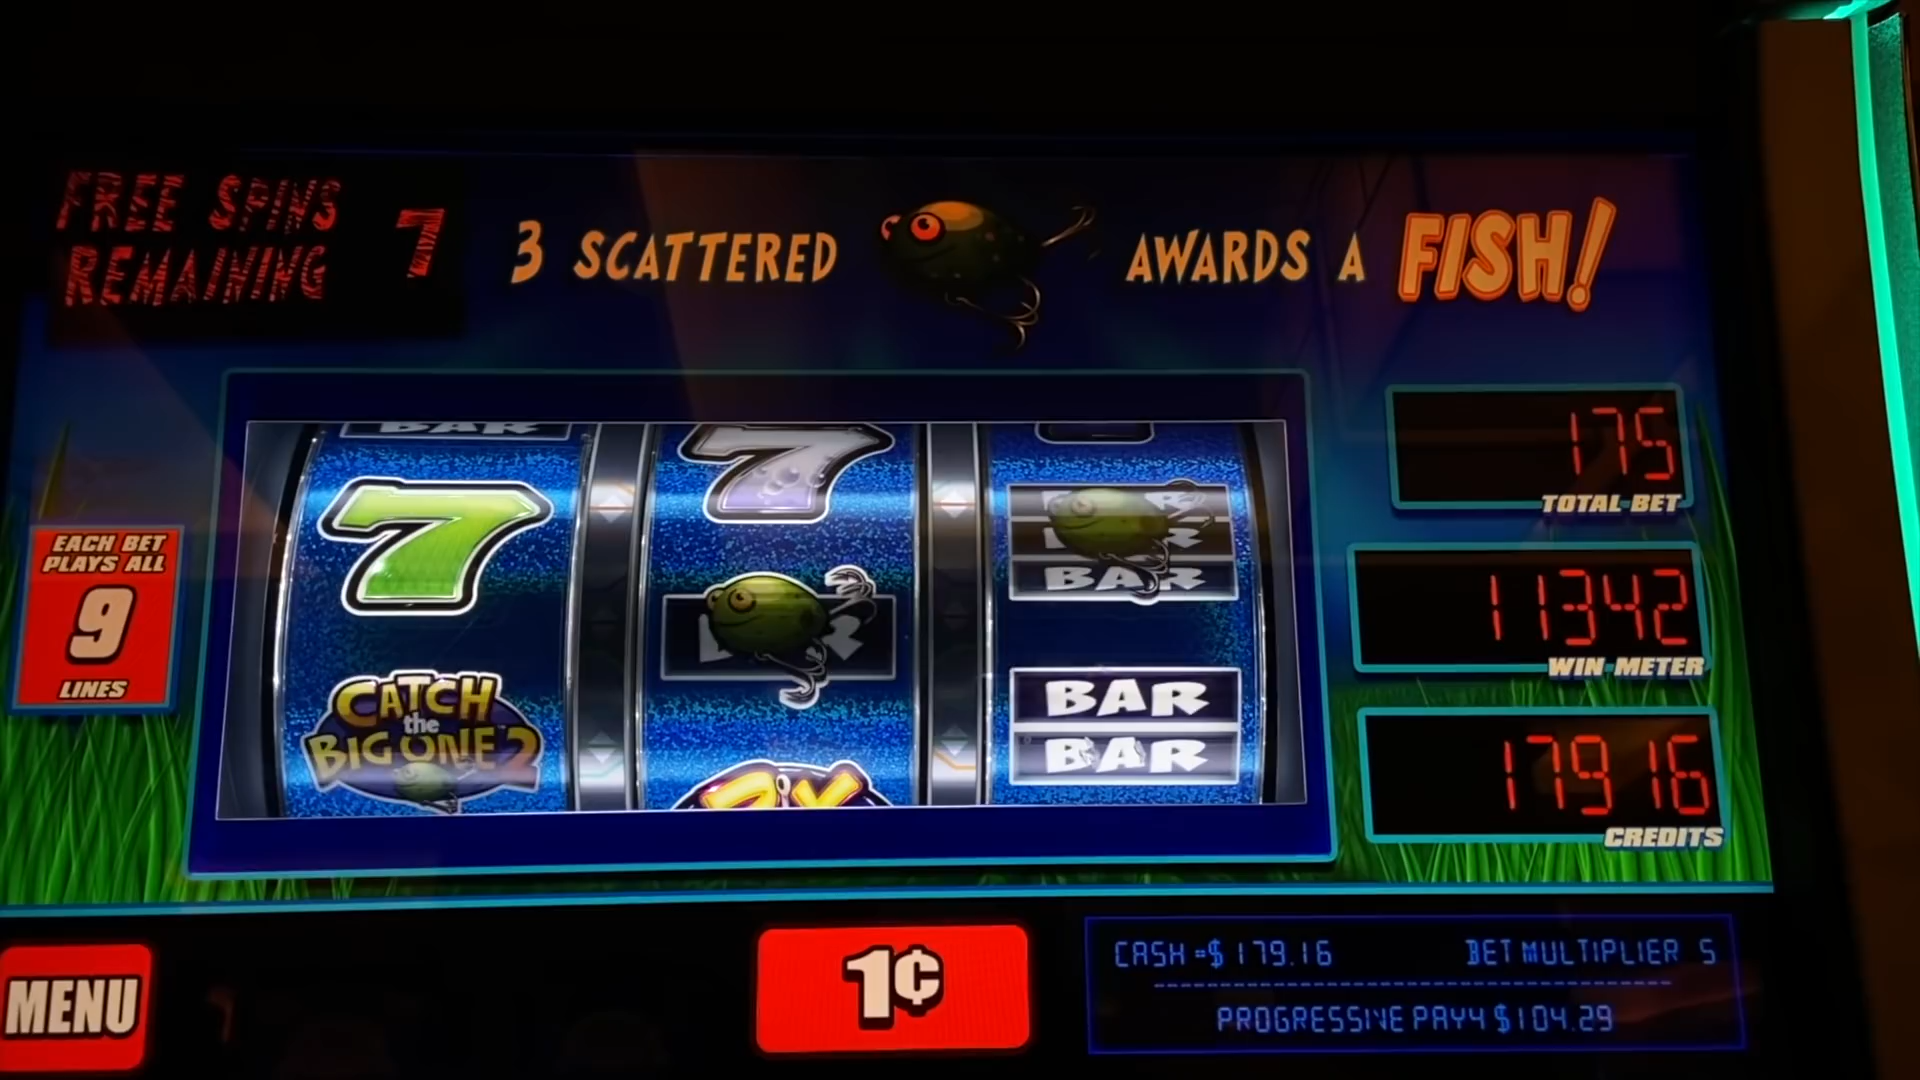 FREE SPINS
REMAINING
7
3 SCATTERED
AWARDS A
FISH!
EACH BET
PLAYS ALL
9
LINES
BAR
7
CATCH
the
BIG ONE 2
7
BAR
BAR
BAR
175
TOTAL BET
11342
WIN METER
17916
CREDITS
MENU
1¢
CASH =$179.16
BET MULTIPLIER 5
PROGRESSIVE PAY4 $104.29